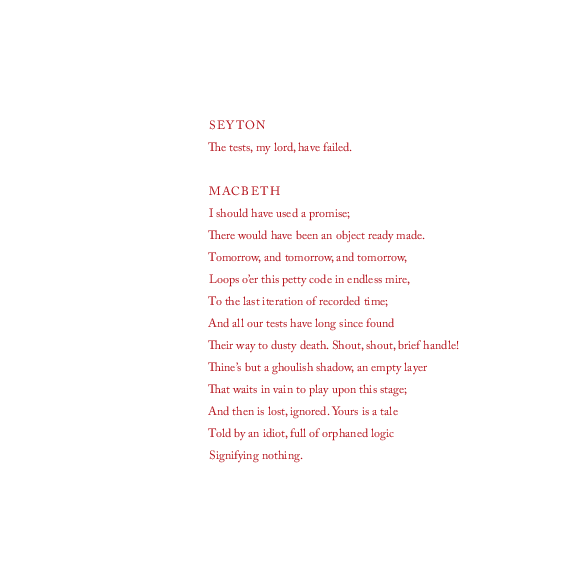 SEYTON
The tests, my lord, have failed.
MACBETH
I should have used a promise;
There would have been an object ready made.
Tomorrow, and tomorrow, and tomorrow,
Loops o'er this petty code in endless mire,
To the last iteration of recorded time;
And all our tests have long since found
Their way to dusty death. Shout, shout, brief handle!
Thine's but a ghoulish shadow, an empty layer
That waits in vain to play upon this stage;
And then is lost, ignored. Yours is a tale
Told by an idiot, full of orphaned logic
Signifying nothing.